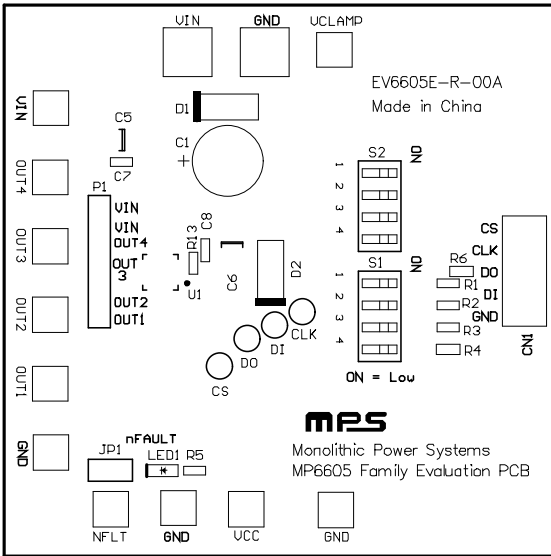 VIN GND VCLAMP
EV6605E-R-00A
Made in China
D1
VIN
C5
C1
+
S2
NO
1
2
3
4
OUT4
C7
P1
VIN
VIN
OUT4
OUT
3
OUT2
OUT1
R13
C8
C6
D2
U1
OUT3
S1
NO
1
2
3
4
ON = Low
CS
CLK
DO
DI
GND
CN1
R6
R1
R2
R3
R4
OUT2
CLK
DI
DO
CS
OUT1
GND
mps
nFAULT
JP1
LED1
R5
Monolithic Power Systems
MP6605 Family Evaluation PCB
NFLT GND VCC GND